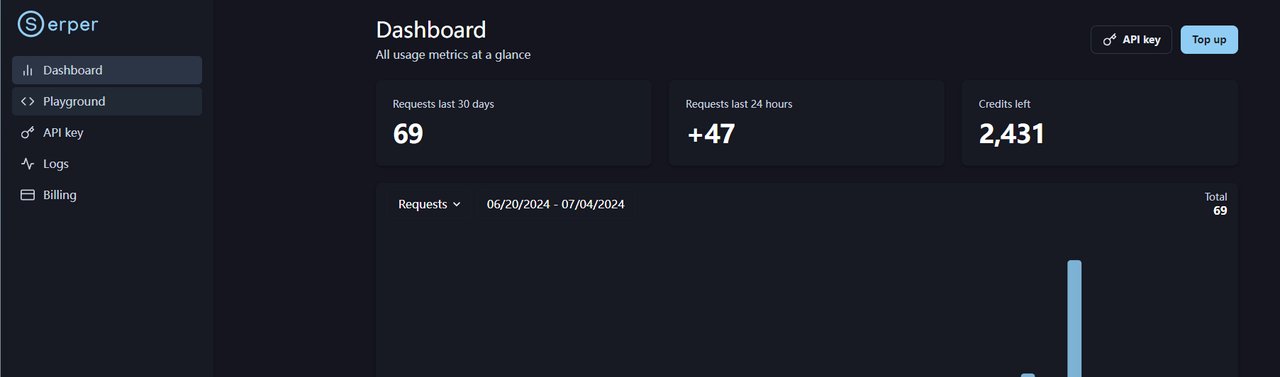 Serper
Dashboard
Playground
API key
Logs
Billing
Dashboard
All usage metrics at a glance
API key
Top up
Requests last 30 days
69
Requests last 24 hours
+47
Credits left
2,431
Requests
06/20/2024 - 07/04/2024
Total
69